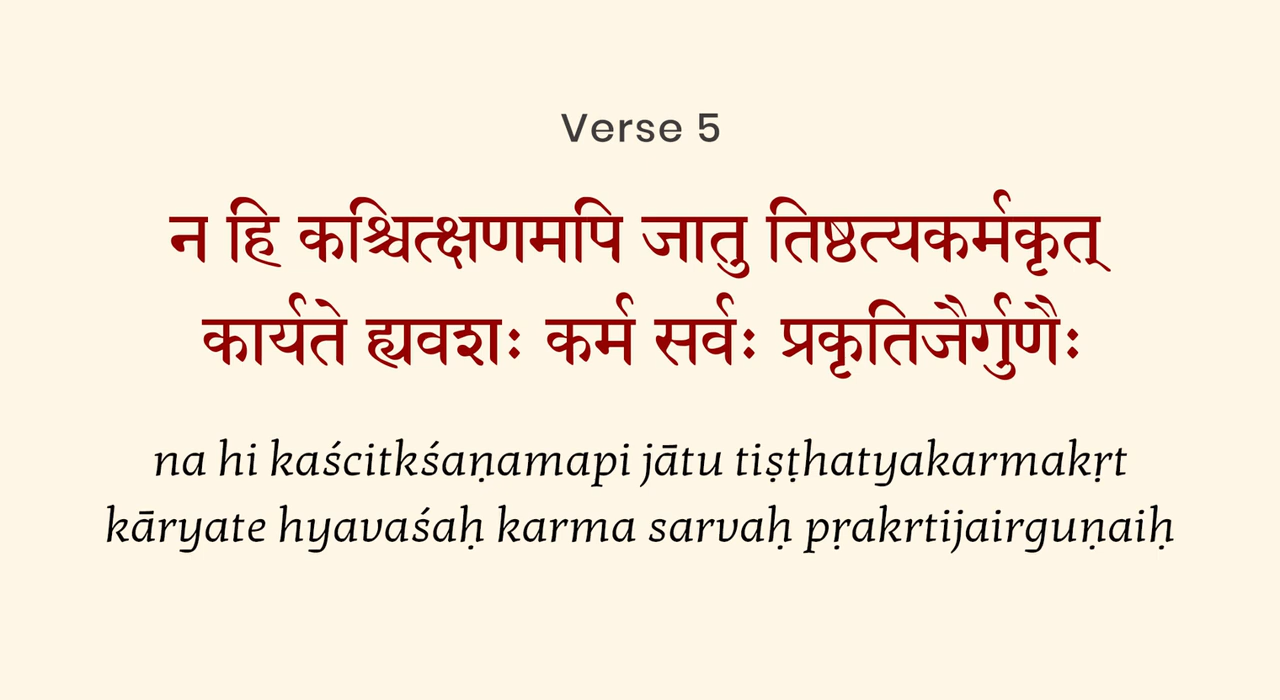 Verse 5
न हि कश्चित्क्षणमपि जातु तिष्ठत्यकर्मकृत्
कार्यते ह्यवशः कर्म सर्वः प्रकृतिजैर्गुणैः
na hi kaścitkśaṇamapi jātu tiṣṭhatyakarmakṛt
kāryate hyavaśaḥ karma sarvaḥ pṛakrtijairguṇaiḥ